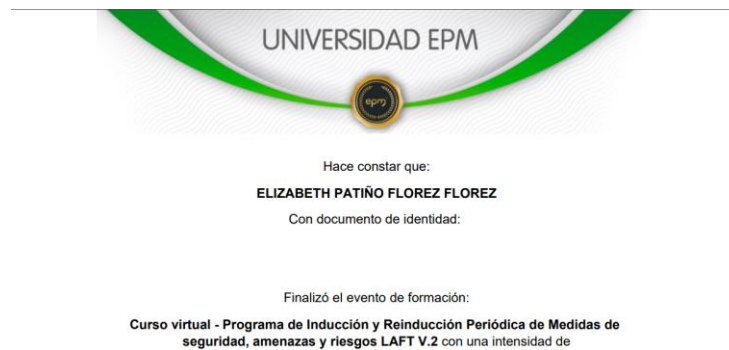 UNIVERSIDAD EPM
epm
Hace constar que:
ELIZABETH PATIÑO FLOREZ FLOREZ
Con documento de identidad:
Finalizó el evento de formación:
Curso virtual - Programa de Inducción y Reinducción Periódica de Medidas de
seguridad, amenazas y riesgos LAFT V.2 con una intensidad de